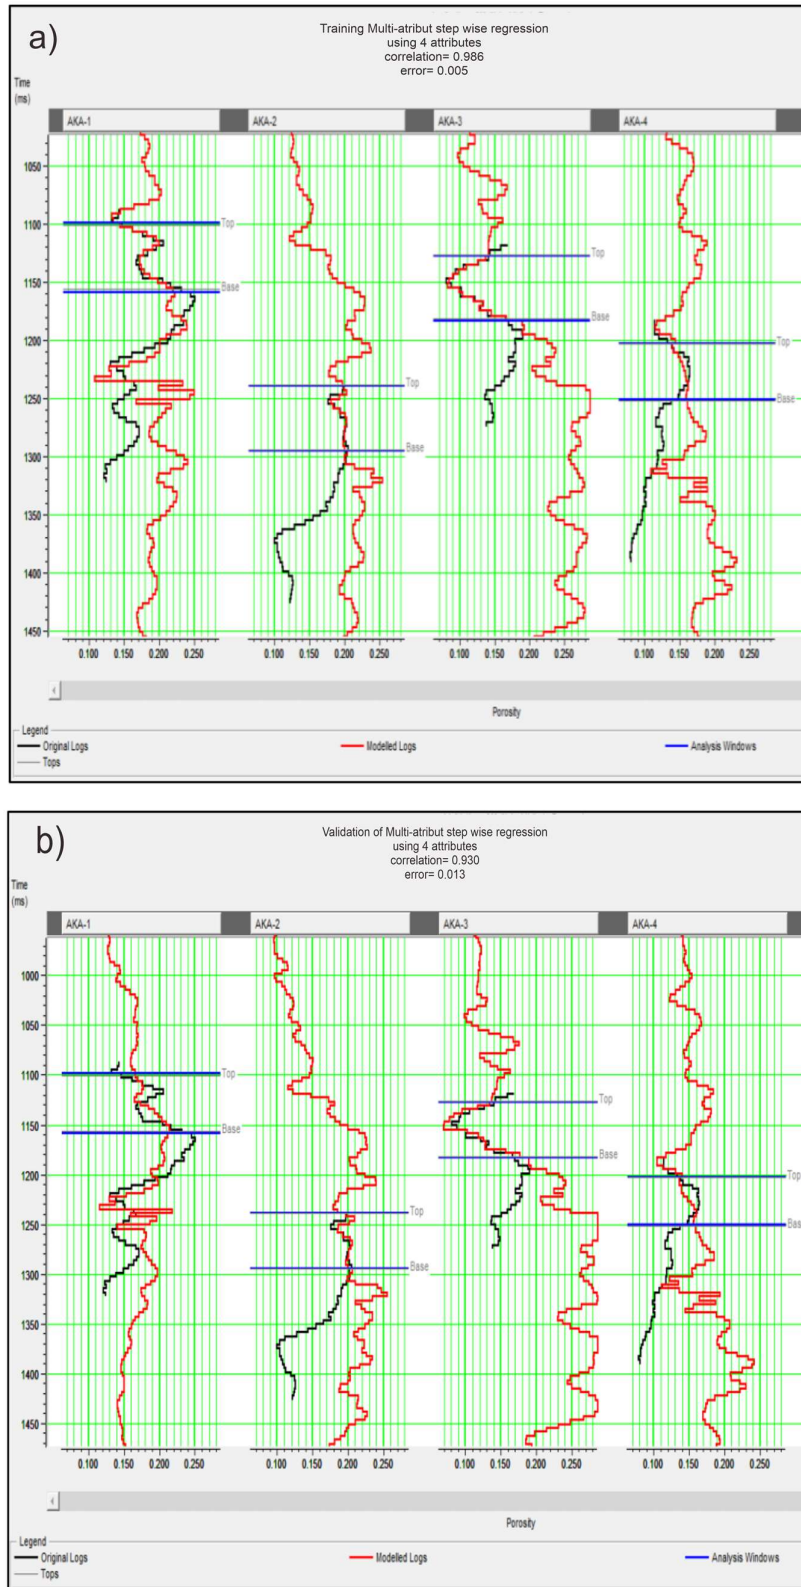 a)
Training Multi-atribut step wise regression
using 4 attributes
correlation= 0.986
error= 0.005
Time
(ms)
AKA-1 AKA-2 AKA-3 AKA-4
1050
1100
1150
1200
1250
1300
1350
1400
1450
Top
Base
Top
Base
Top
Base
Top
Base
0.100 0.150 0.200 0.100 0.150 0.200 0.100 0.150 0.200 0.250 0.100 0.150 0.200 0.250
Porosity
Legend
Original Logs Modelled Logs Analysis Windows
Tops
b)
Validation of Multi-atribut step wise regression
using 4 attributes
correlation= 0.930
error= 0.013
Time
(ms)
AKA-1 AKA-2 AKA-3 AKA-4
1000
1050
1100
1150
1200
1250
1300
1350
1400
1450
Top
Base
Top
Base
Top
Base
Top
Bas
0.100 0.150 0.200 0.250 0.100 0.150 0.200 0.100 0.150 0.200 0.250 0.100 0.150 0.200 0.250
Porosity
Legend
Original Logs Modelled Logs Analysis Windows
Tops